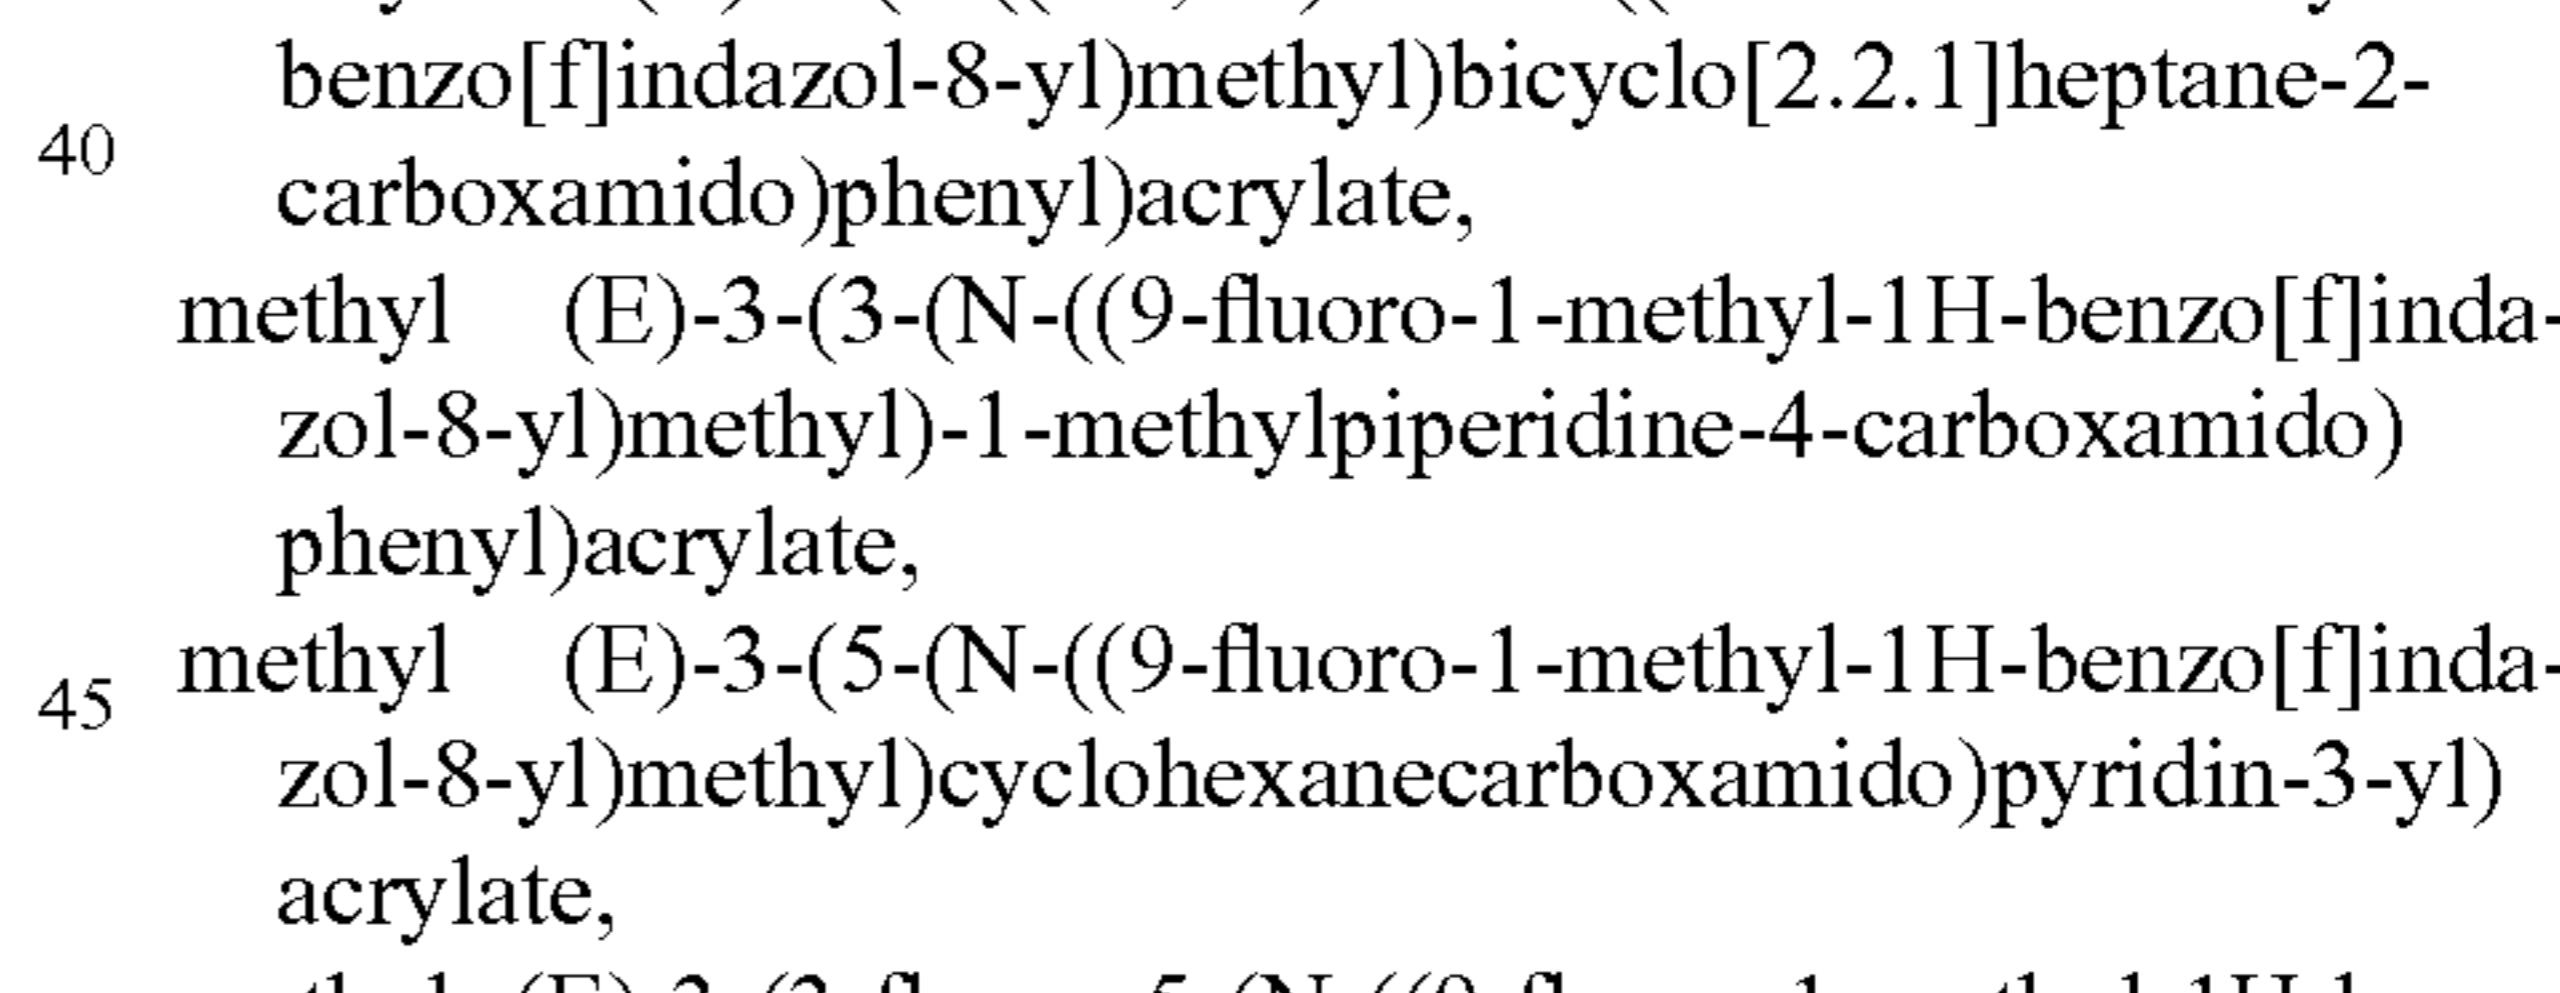 benzo[f]indazol-8-yl)methyl)bicyclo[2.2.1]heptane-2-
40
carboxamido)phenyl)acrylate,
methyl (E)-3-(3-(N-((9-fluoro-1-methyl-1H-benzo[f]inda-
zol-8-yl)methyl)-1-methylpiperidine-4-carboxamido)
phenyl)acrylate,
methyl (E)-3-(5-(N-((9-fluoro-1-methyl-1H-benzo[f]inda-
45
zol-8-yl)methyl)cyclohexanecarboxamido)pyridin-3-yl)
acrylate,